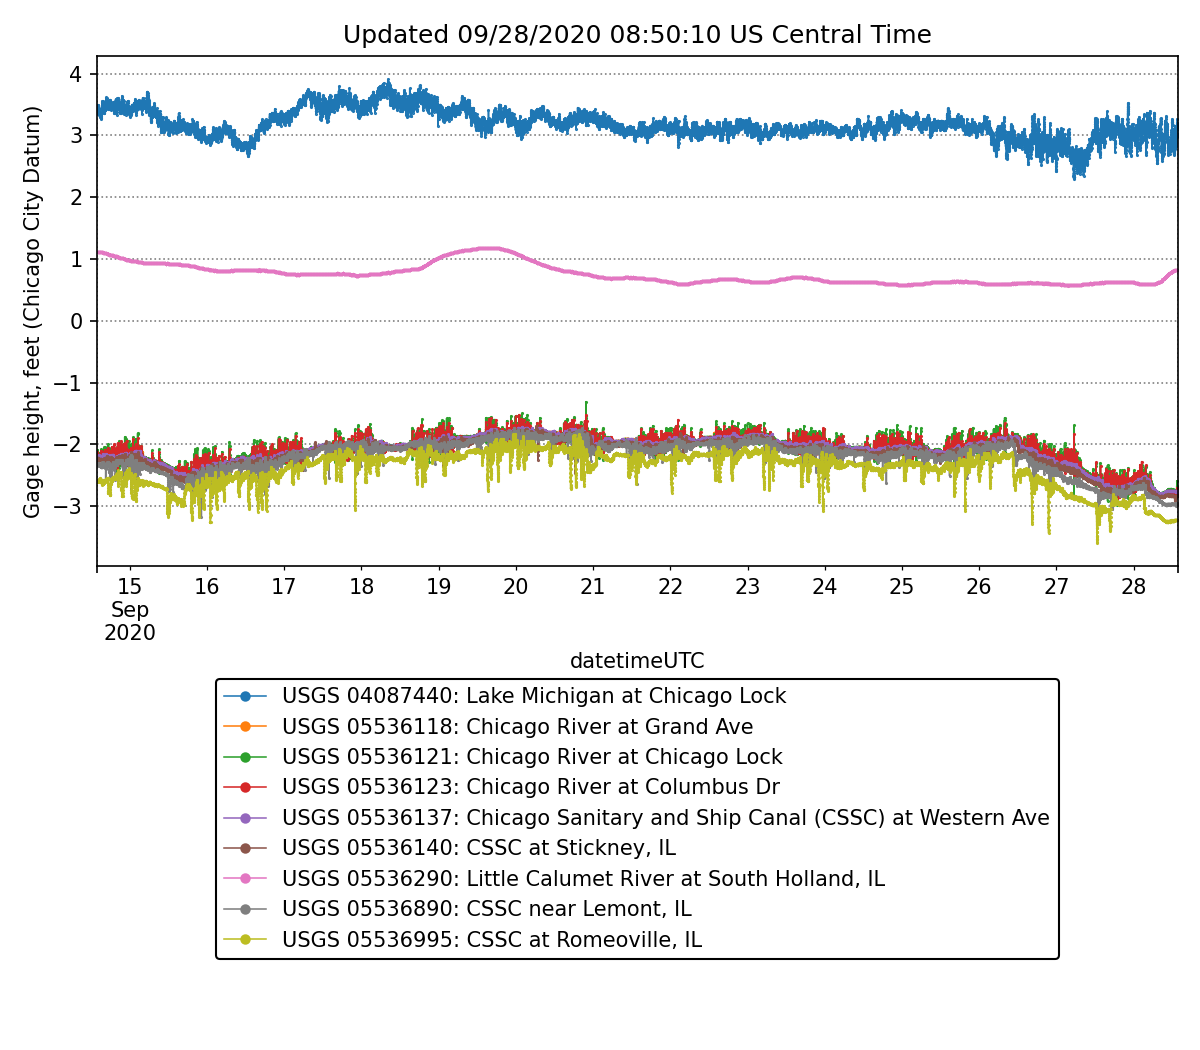 Updated 09/28/2020 08:50:10 US Central Time
Gage height, feet (Chicago City Datum)
4
3
2
1
0
−1
−2
−3
15 16 17 18 19 20 21 22 23 24 25 26 27 28
Sep
2020
datetimeUTC
USGS 04087440: Lake Michigan at Chicago Lock
USGS 05536118: Chicago River at Grand Ave
USGS 05536121: Chicago River at Chicago Lock
USGS 05536123: Chicago River at Columbus Dr
USGS 05536137: Chicago Sanitary and Ship Canal (CSSC) at Western Ave
USGS 05536140: CSSC at Stickney, IL
USGS 05536290: Little Calumet River at South Holland, IL
USGS 05536890: CSSC near Lemont, IL
USGS 05536995: CSSC at Romeoville, IL